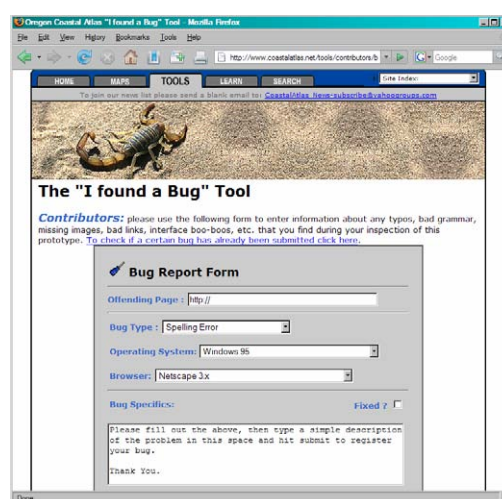 Oregon Coastal Atlas "I found a Bug" Tool - Mozilla Firefox
File Edit View History Bookmarks Tools Help
http://www.coastalatlas.net/tools/contributors/b Google
HOME MAPS TOOLS LEARN SEARCH Site Index:
To join our news list please send a blank email to: CoastalAtlas_News-subscribe@yahoogroups.com
The "I found a Bug" Tool
Contributors: please use the following form to enter information about any typos, bad grammar,
missing images, bad links, interface boo-boos, etc. that you find during your inspection of this
prototype. To check if a certain bug has already been submitted click here.
Bug Report Form
Offending Page : http://
Bug Type : Spelling Error
Operating System: Windows 95
Browser: Netscape 3.x
Bug Specifics: Fixed ?
Please fill out the above, then type a simple description
of the problem in this space and hit submit to register
your bug.
Thank You.
Done